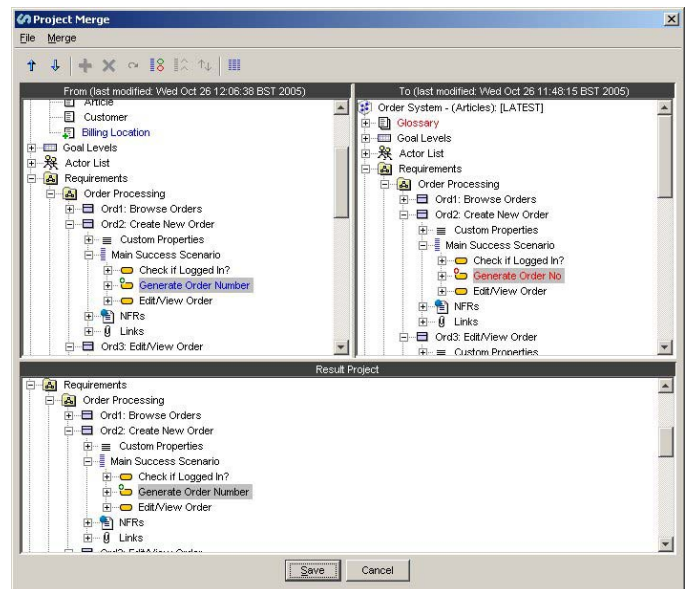 Project Merge
File Merge
From (last modified: Wed Oct 26 12:06:38 BST 2005)
Article
Customer
Billing Location
Goal Levels
Actor List
Requirements
Order Processing
Ord1: Browse Orders
Ord2: Create New Order
Custom Properties
Main Success Scenario
Check if Logged In?
Generate Order Number
Edit/View Order
NFRs
Links
Ord3: Edit/View Order
To (last modified: Wed Oct 26 11:48:15 BST 2005)
Order System - (Articles): [LATEST]
Glossary
Goal Levels
Actor List
Requirements
Order Processing
Ord1: Browse Orders
Ord2: Create New Order
Custom Properties
Main Success Scenario
Check if Logged In?
Generate Order No
Edit/View Order
NFRs
Links
Ord3: Edit/View Order
Custom Properties
Result Project
Requirements
Order Processing
Ord1: Browse Orders
Ord2: Create New Order
Custom Properties
Main Success Scenario
Check if Logged In?
Generate Order Number
Edit/View Order
NFRs
Links
Ord3: Edit/View Order
Save Cancel